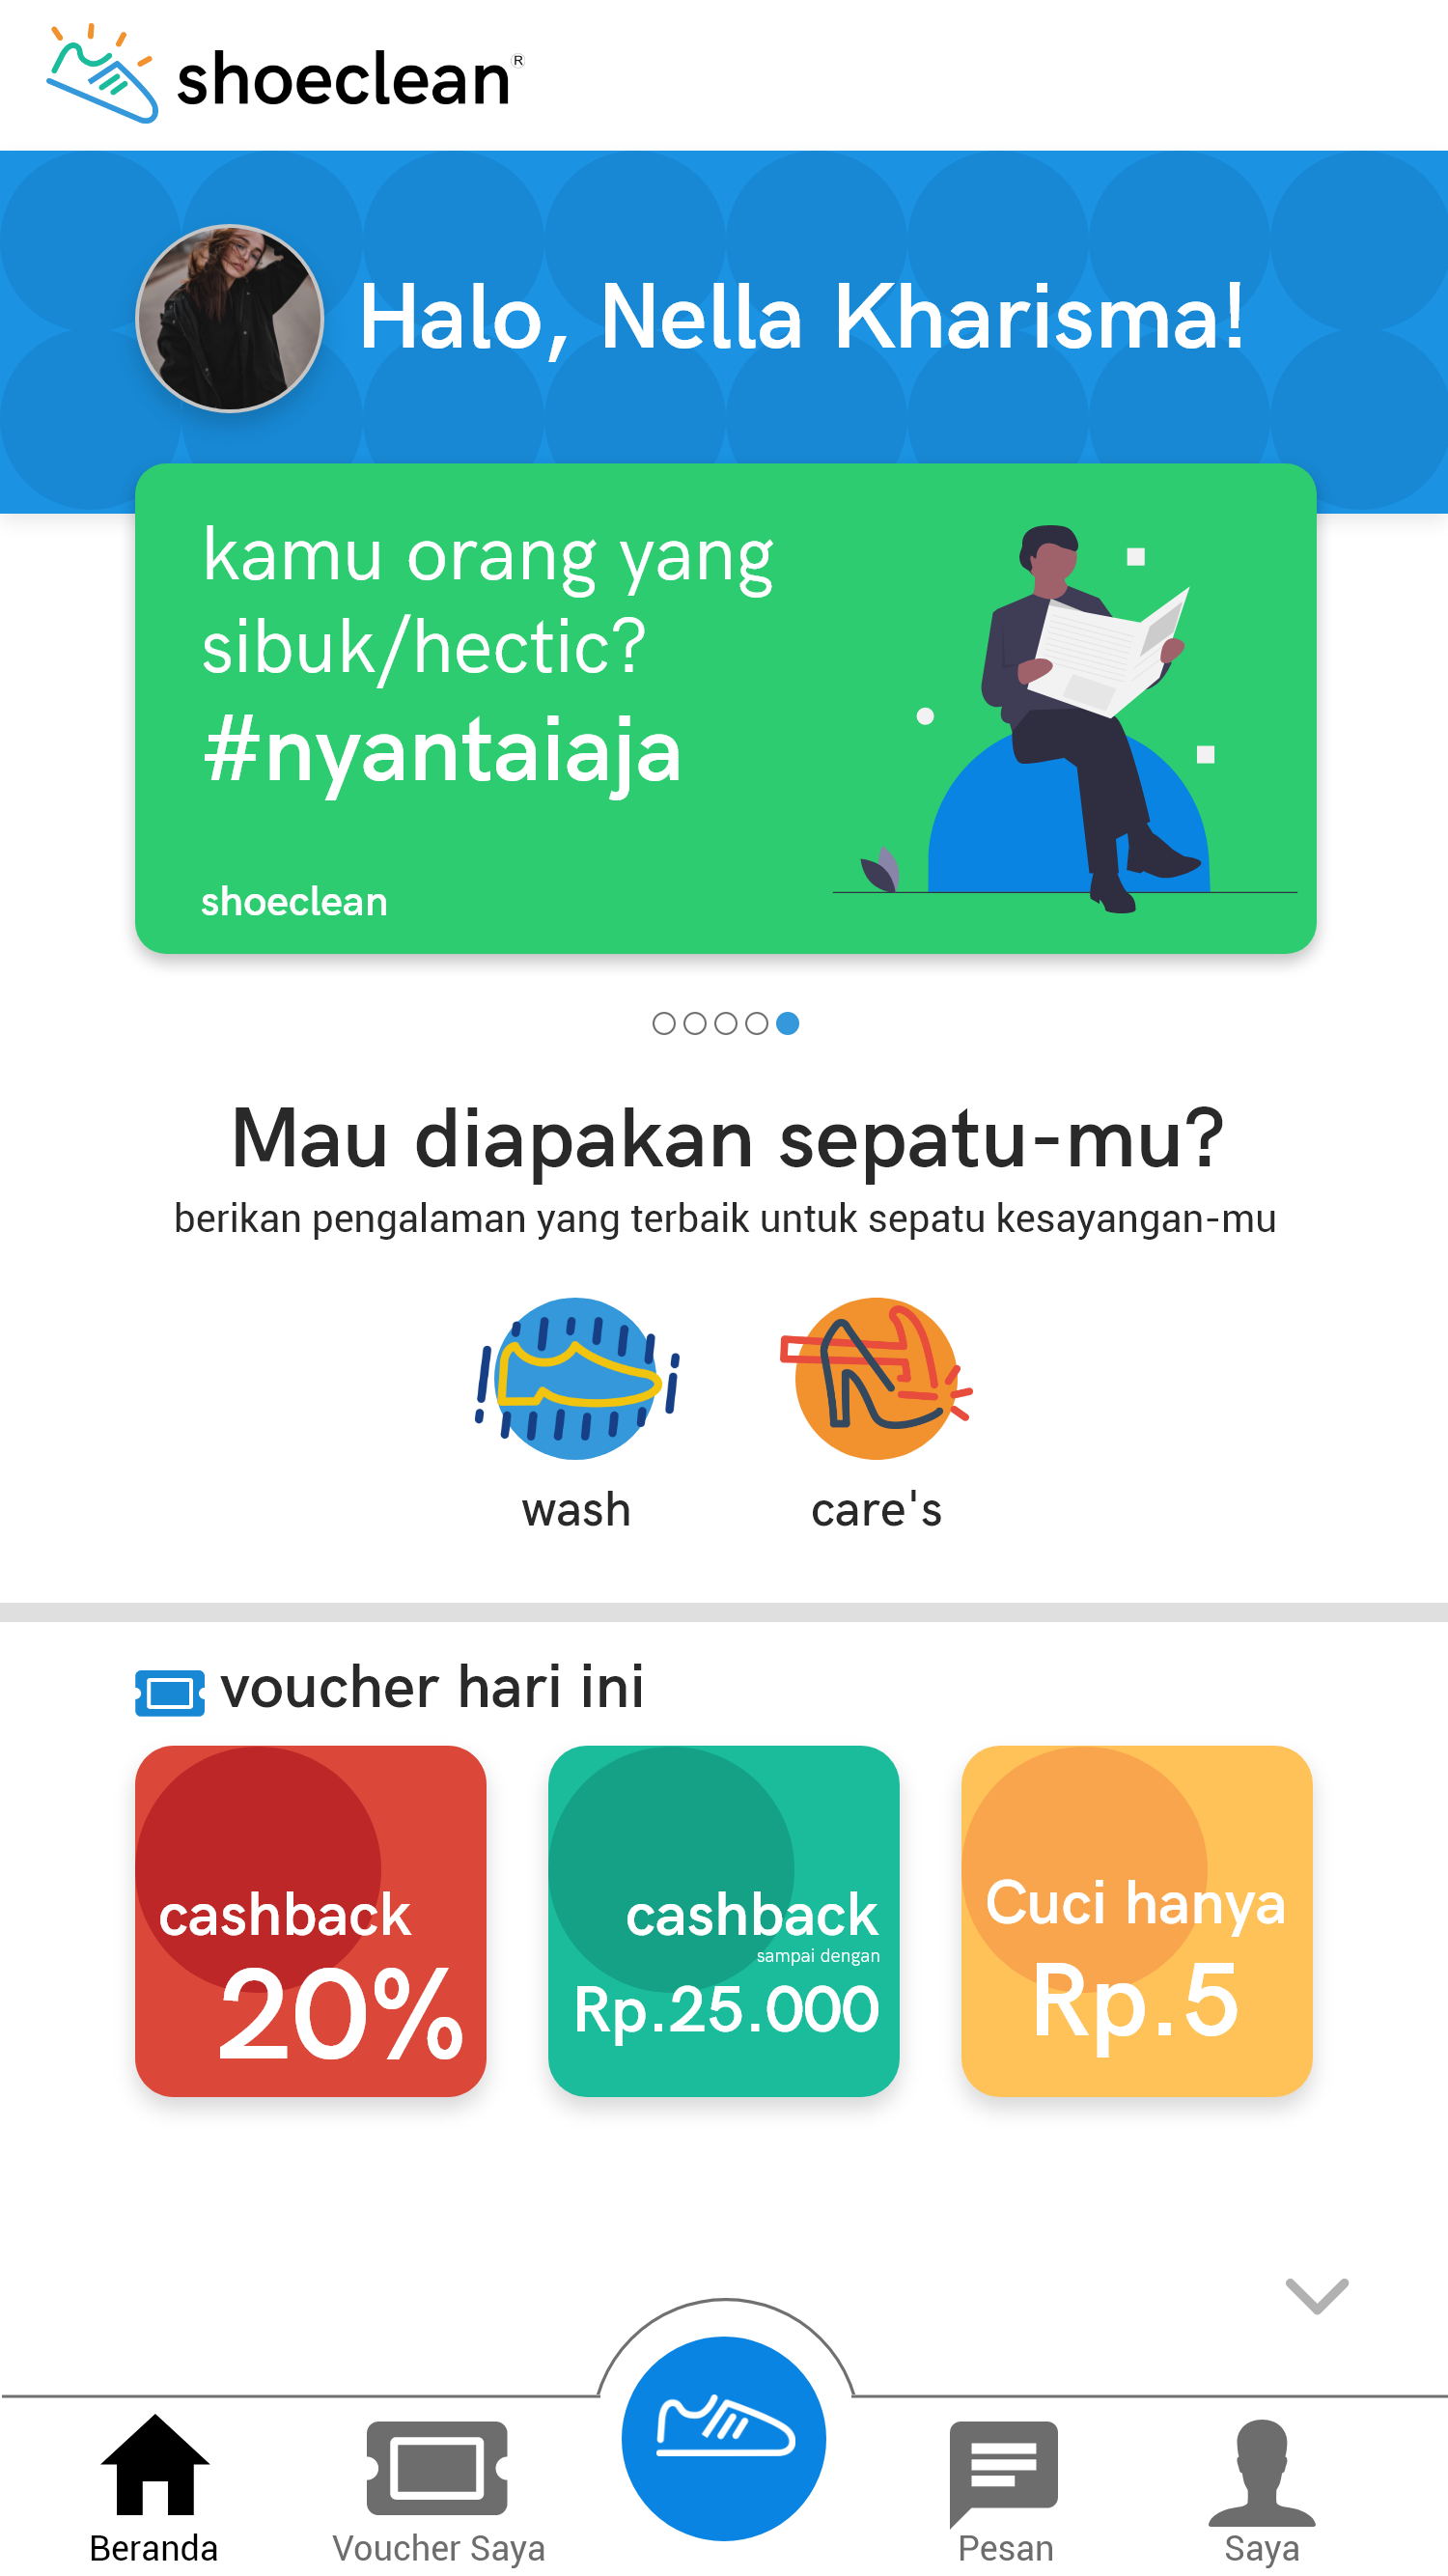 shoeclean®
Halo, Nella Kharisma!
kamu orang yang
sibuk/hectic?
#nyantaiaja
shoeclean
Mau diapakan sepatu-mu?
berikan pengalaman yang terbaik untuk sepatu kesayangan-mu
wash
care's
voucher hari ini
cashback
20%
cashback
sampai dengan
Rp.25.000
Cuci hanya
Rp.5
Beranda
Voucher Saya
Pesan
Saya